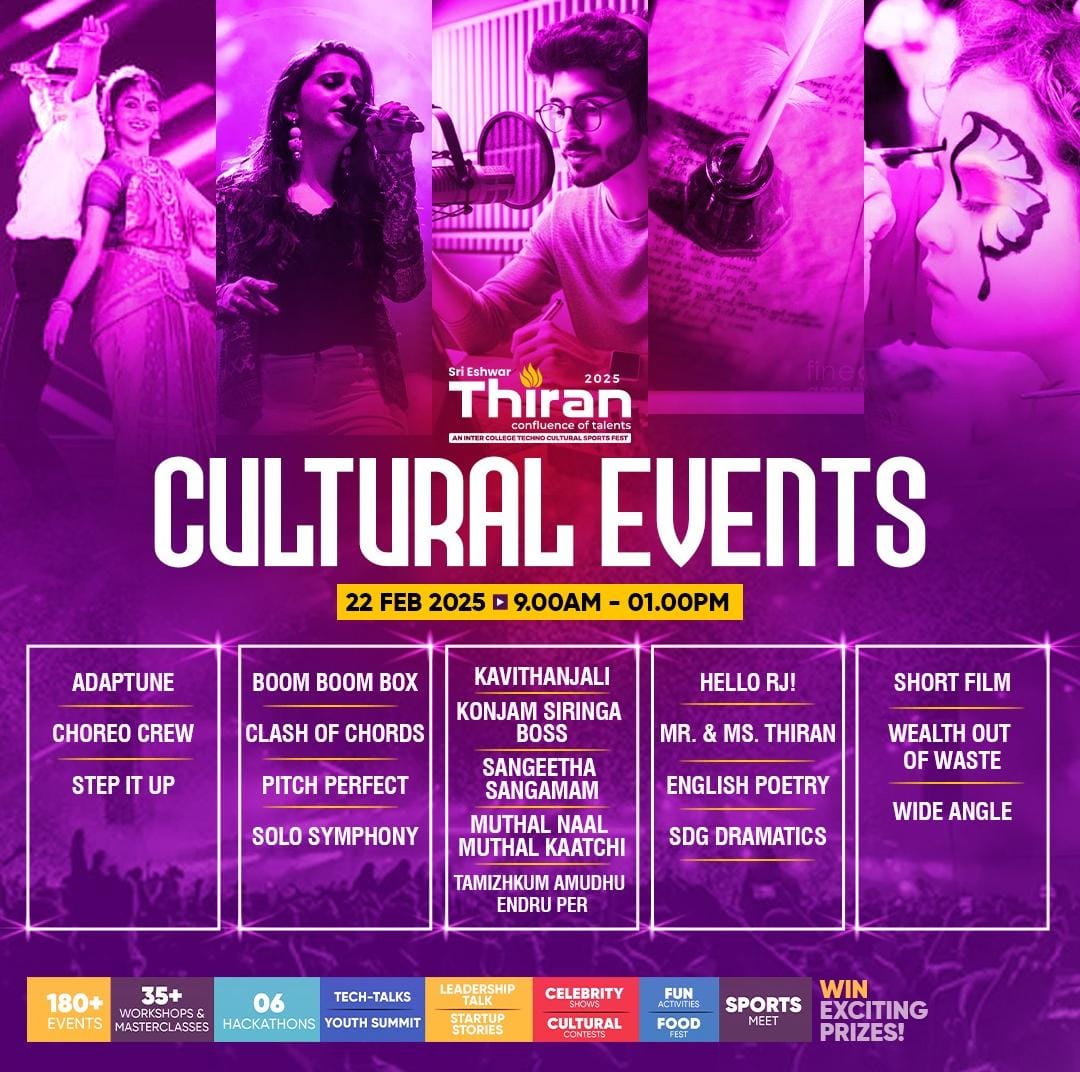 Sri Eshwar
2025
Thiran
confluence of talents
AN INTER COLLEGE TECHNO CULTURAL SPORTS FEST
CULTURAL EVENTS
22 FEB 2025 9.00AM - 01.00PM
ADAPTUNE
CHOREO CREW
STEP IT UP
BOOM BOOM BOX
CLASH OF CHORDS
PITCH PERFECT
SOLO SYMPHONY
KAVITHANJALI
KONJAM SIRINGA
BOSS
SANGEETHA
SANGAMAM
MUTHAL NAAL
MUTHAL KAATCHI
TAMIZHKUM AMUDHU
ENDRU PER
HELLO RJ!
MR. & MS. THIRAN
ENGLISH POETRY
SDG DRAMATICS
SHORT FILM
WEALTH OUT
OF WASTE
WIDE ANGLE
180+
EVENTS
35+
WORKSHOPS &
MASTERCLASSES
06
HACKATHONS
TECH-TALKS
YOUTH SUMMIT
LEADERSHIP
TALK
STARTUP
STORIES
CELEBRITY
SHOWS
CULTURAL
CONTESTS
FUN
ACTIVITIES
FOOD
FEST
SPORTS
MEET
WIN
EXCITING
PRIZES!